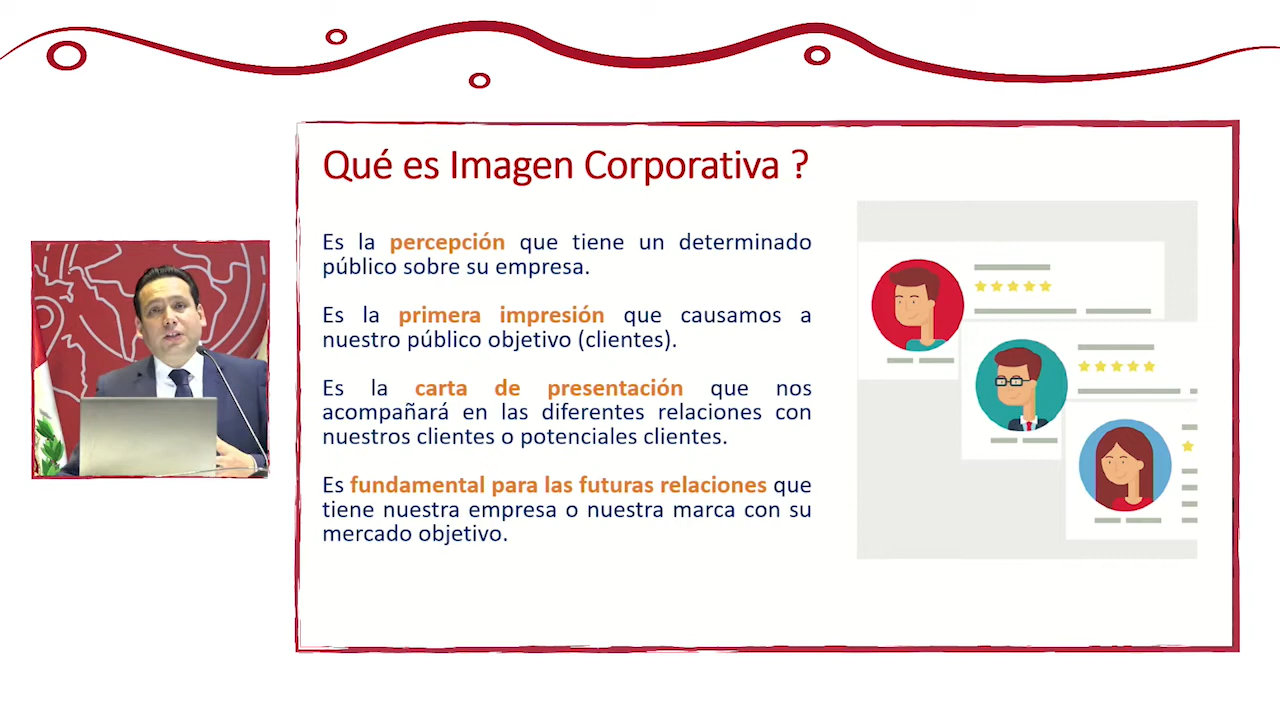 Qué es Imagen Corporativa ?
Es la percepción que tiene un determinado
público sobre su empresa.
Es la primera impresión que causamos a
nuestro público objetivo (clientes).
Es la carta de presentación que nos
acompañará en las diferentes relaciones con
nuestros clientes o potenciales clientes.
Es fundamental para las futuras relaciones que
tiene nuestra empresa o nuestra marca con su
mercado objetivo.